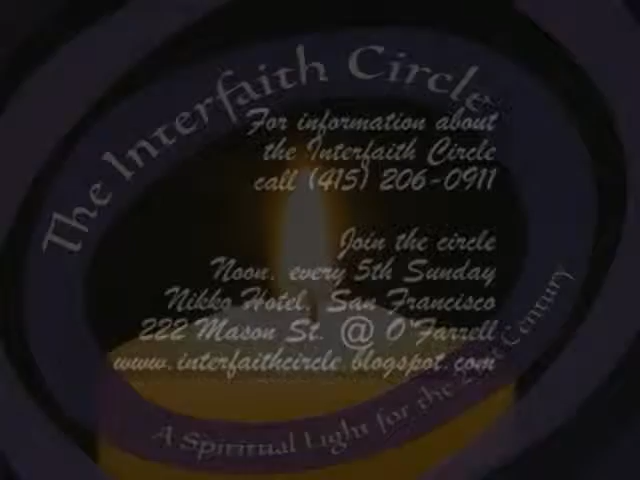 The Interfaith Circle
For information about
the Interfaith Circle
call (415) 206-0911
Join the circle
Noon, every 5th Sunday
Nikko Hotel, San Francisco
222 Mason St. @ O'Farrell
www.interfaithcircle.blogspot.com
A Spiritual Light for the 21st Century